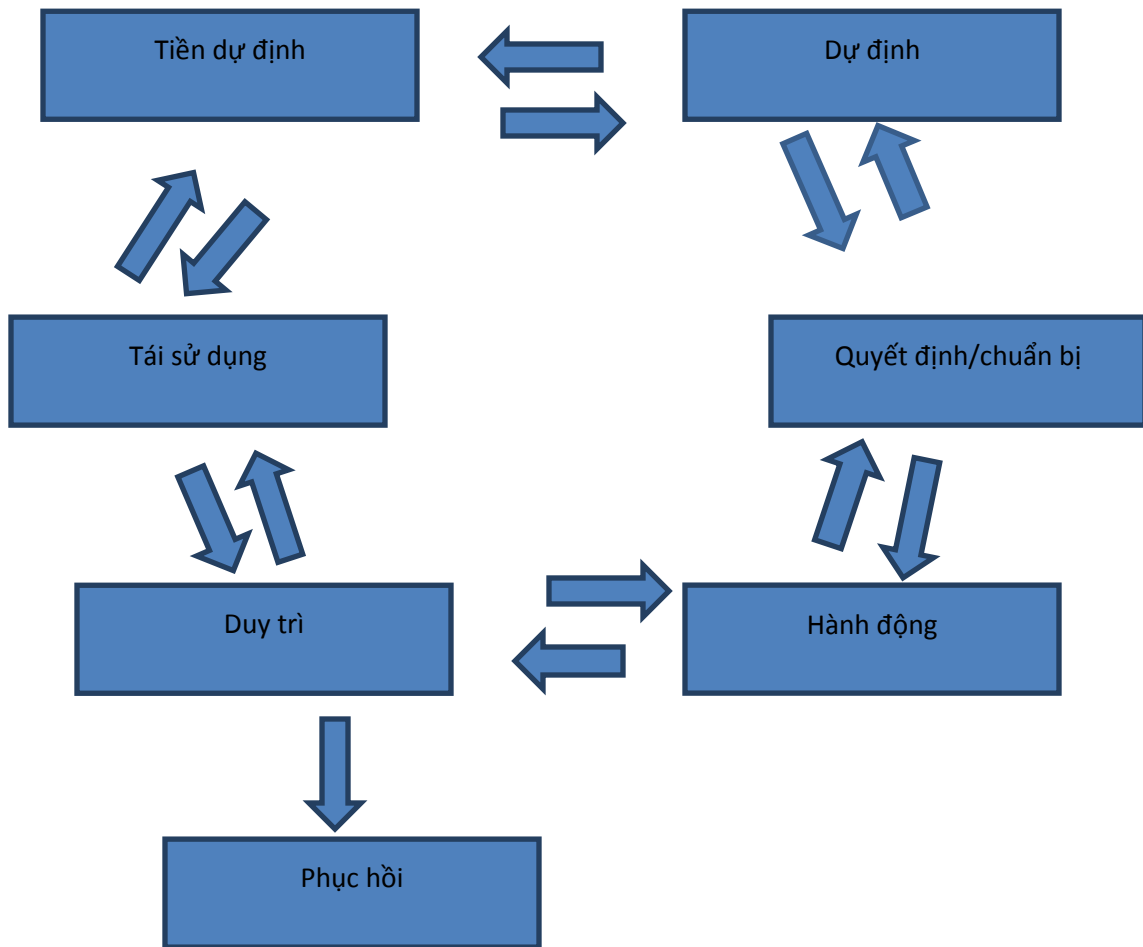 Tiền dự định
Dự định
Tái sử dụng
Quyết định/chuẩn bị
Duy trì
Hành động
Phục hồi